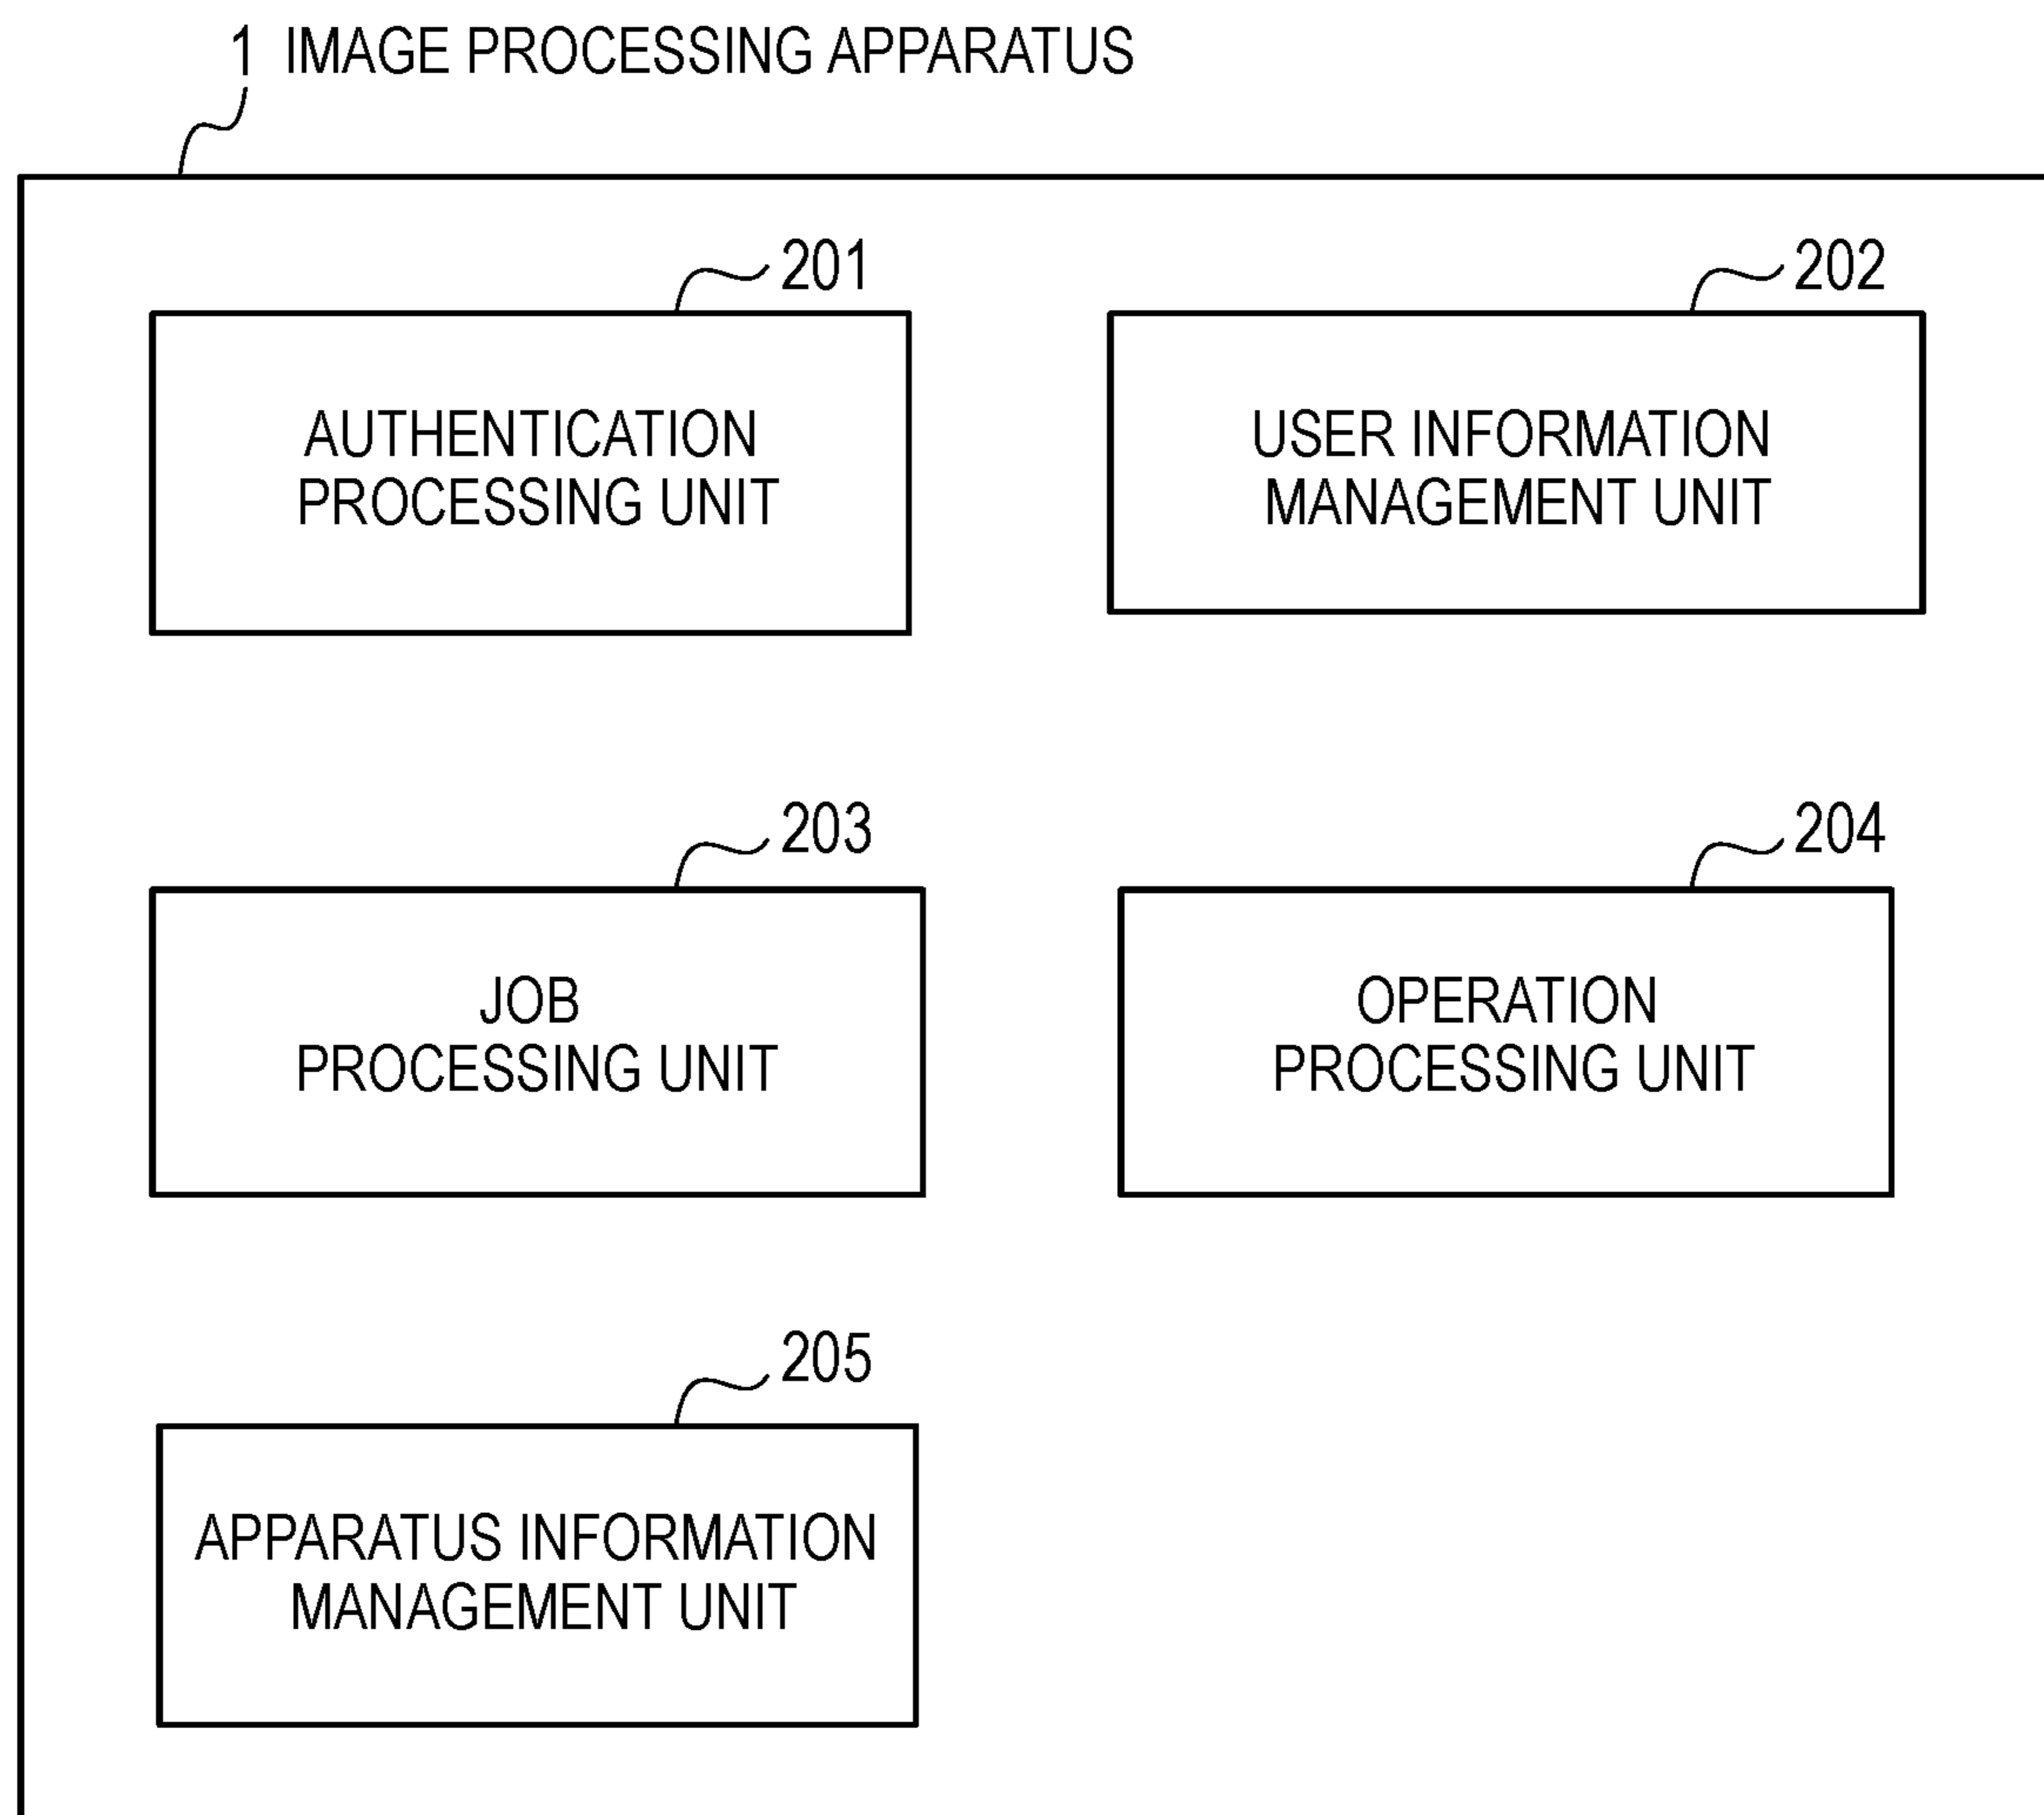 1 IMAGE PROCESSING APPARATUS
201
AUTHENTICATION
PROCESSING UNIT
202
USER INFORMATION
MANAGEMENT UNIT
203
JOB
PROCESSING UNIT
204
OPERATION
PROCESSING UNIT
205
APPARATUS INFORMATION
MANAGEMENT UNIT